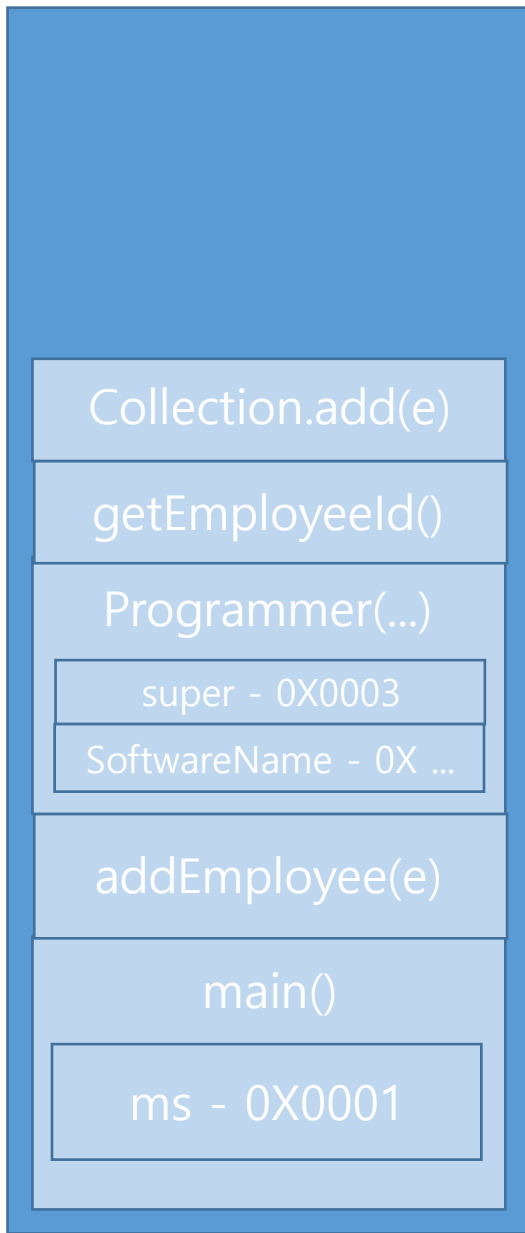 Collection.add(e)
getEmployeeId()
Programmer(...)
super - 0X0003
SoftwareName - 0X ...
addEmployee(e)
main()
ms - 0X0001